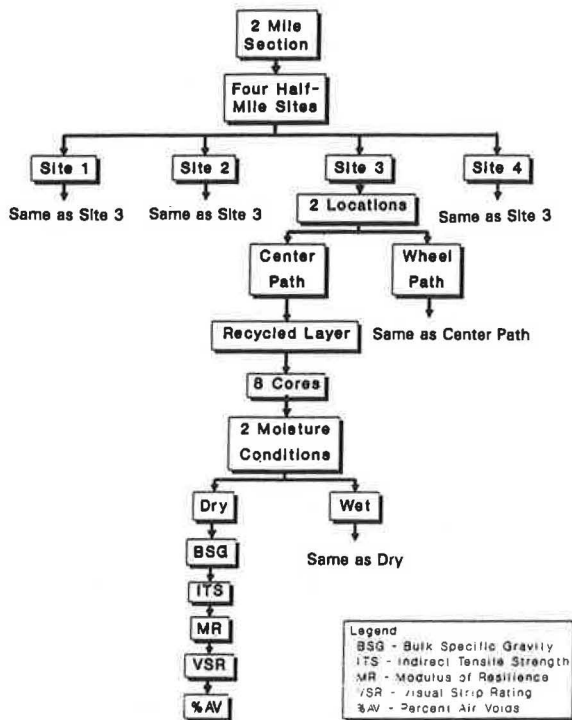 2 Mile
Section
Four Half-
Mile Sites
Site 1
Site 2
Site 3
Site 4
Same as Site 3
Same as Site 3
2 Locations
Same as Site 3
Center
Path
Wheel
Path
Recycled Layer
Same as Center Path
8 Cores
2 Moisture
Conditions
Dry
Wet
BSG
Same as Dry
ITS
MR
VSR
%AV
Legend
BSG - Bulk Specific Gravity
ITS - Indirect Tensile Strength
MR - Modulus of Resilience
VSR - Visual Strip Rating
%AV - Percent Air Voids